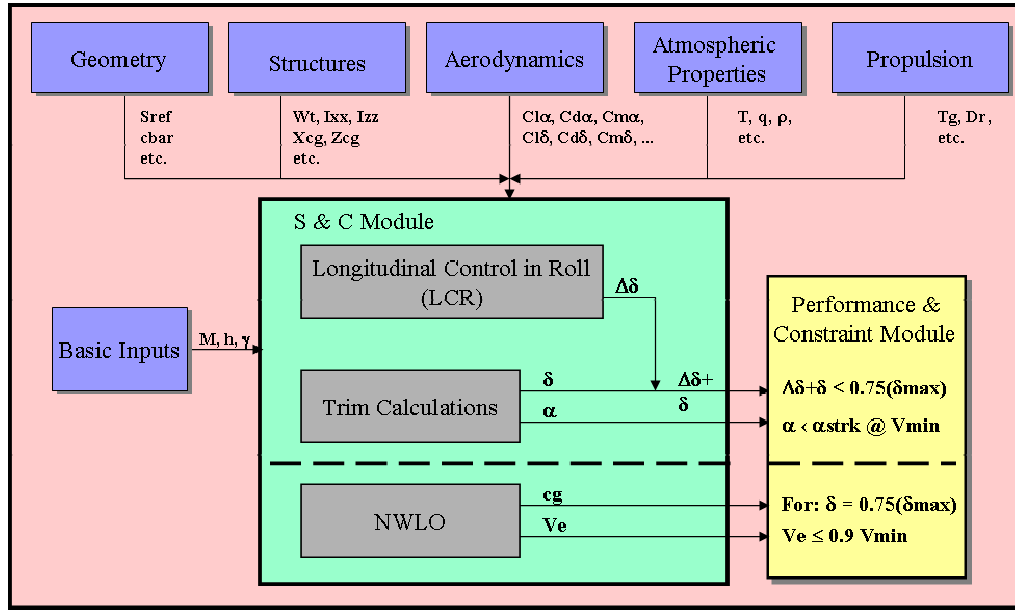 Geometry
Structures
Aerodynamics
Atmospheric
Properties
Propulsion
Sref
cbar
etc.
Wt, Ixx, Izz
Xcg, Zcg
etc.
Clα, Cdα, Cmα,
Clδ, Cdδ, Cmδ, ...
T, q, ρ,
etc.
Tg, Dr,
etc.
S & C Module
Longitudinal Control in Roll
(LCR)
Δδ
Basic Inputs
M, h, γ
Trim Calculations
δ
α
Δδ+
δ
NWLO
cg
Ve
Performance &
Constraint Module
Δδ+δ < 0.75(δmax)
α < αstrk @ Vmin
For: δ = 0.75(δmax)
Ve ≤ 0.9 Vmin